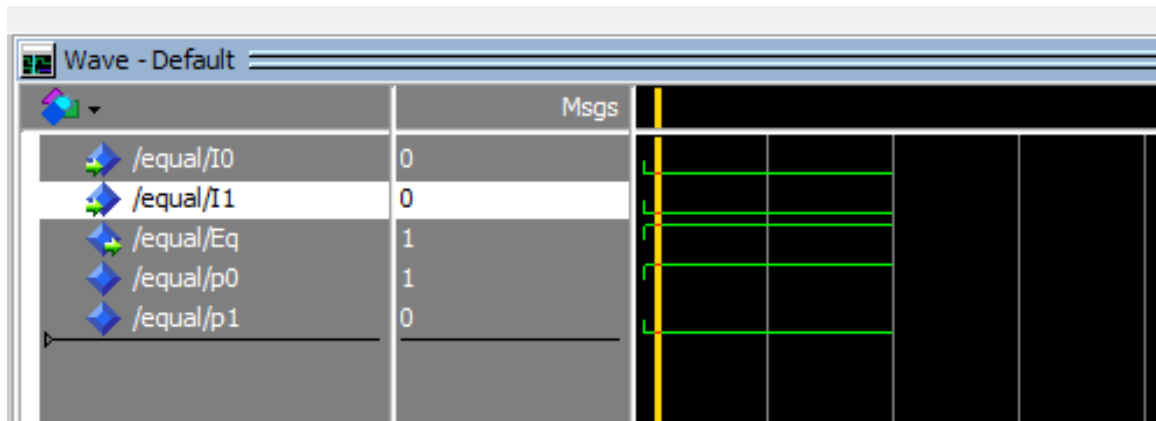 Wave - Default
Msgs
/equal/I0 0
/equal/I1 0
/equal/Eq 1
/equal/p0 1
/equal/p1 0